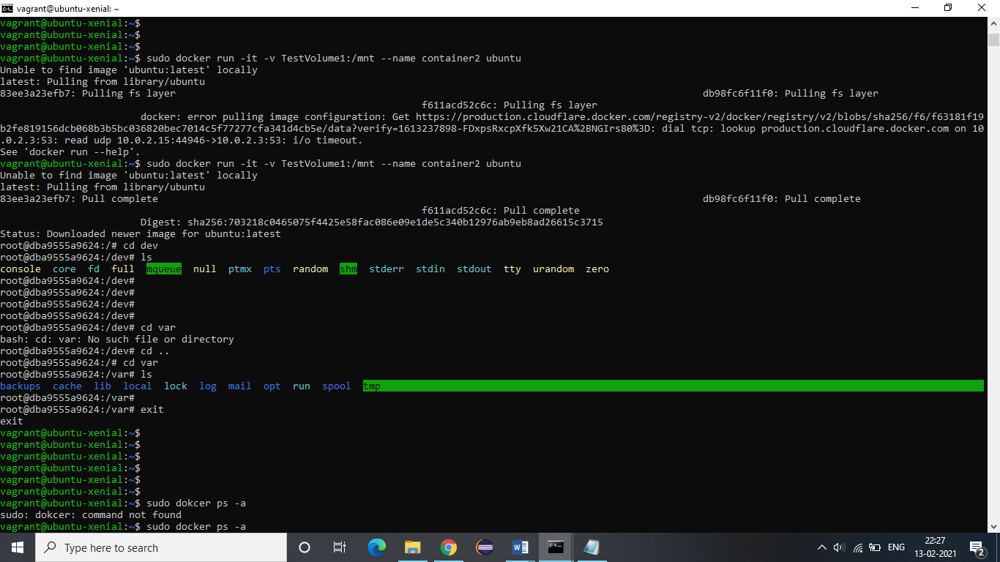 vagrant@ubuntu-xenial: ~
vagrant@ubuntu-xenial:~$
vagrant@ubuntu-xenial:~$
vagrant@ubuntu-xenial:~$
vagrant@ubuntu-xenial:~$ sudo docker run -it -v TestVolume1:/mnt --name container2 ubuntu
Unable to find image 'ubuntu:latest' locally
latest: Pulling from library/ubuntu
83ee3a23efb7: Pulling fs layer db98fc6f11f0: Pulling fs layer
f611acd52c6c: Pulling fs layer
docker: error pulling image configuration: Get https://production.cloudflare.docker.com/registry-v2/docker/registry/v2/blobs/sha256/f6/f63181f19
b2fe819156dcb068b3b5bc036820bec7014c5f77277cfa341d4cb5e/data?verify=1613237898-FDxpsRxcpXfk5Xw21CA%2BNGIrs80%3D: dial tcp: lookup production.cloudflare.docker.com on 10
.0.2.3:53: read udp 10.0.2.15:44946->10.0.2.3:53: i/o timeout.
See 'docker run --help'.
vagrant@ubuntu-xenial:~$ sudo docker run -it -v TestVolume1:/mnt --name container2 ubuntu
Unable to find image 'ubuntu:latest' locally
latest: Pulling from library/ubuntu
83ee3a23efb7: Pull complete db98fc6f11f0: Pull complete
f611acd52c6c: Pull complete
Digest: sha256:703218c0465075f4425e58fac086e09e1de5c340b12976ab9eb8ad26615c3715
Status: Downloaded newer image for ubuntu:latest
root@dba9555a9624:/# cd dev
root@dba9555a9624:/dev# ls
console core fd full mqueue null ptmx pts random shm stderr stdin stdout tty urandom zero
root@dba9555a9624:/dev#
root@dba9555a9624:/dev#
root@dba9555a9624:/dev#
root@dba9555a9624:/dev#
root@dba9555a9624:/dev# cd var
bash: cd: var: No such file or directory
root@dba9555a9624:/dev# cd ..
root@dba9555a9624:/# cd var
root@dba9555a9624:/var# ls
backups cache lib local lock log mail opt run spool tmp
root@dba9555a9624:/var#
root@dba9555a9624:/var# exit
exit
vagrant@ubuntu-xenial:~$
vagrant@ubuntu-xenial:~$
vagrant@ubuntu-xenial:~$
vagrant@ubuntu-xenial:~$
vagrant@ubuntu-xenial:~$
vagrant@ubuntu-xenial:~$
vagrant@ubuntu-xenial:~$ sudo dokcer ps -a
sudo: dokcer: command not found
vagrant@ubuntu-xenial:~$ sudo docker ps -a
Type here to search
ENG
22:27
13-02-2021
2